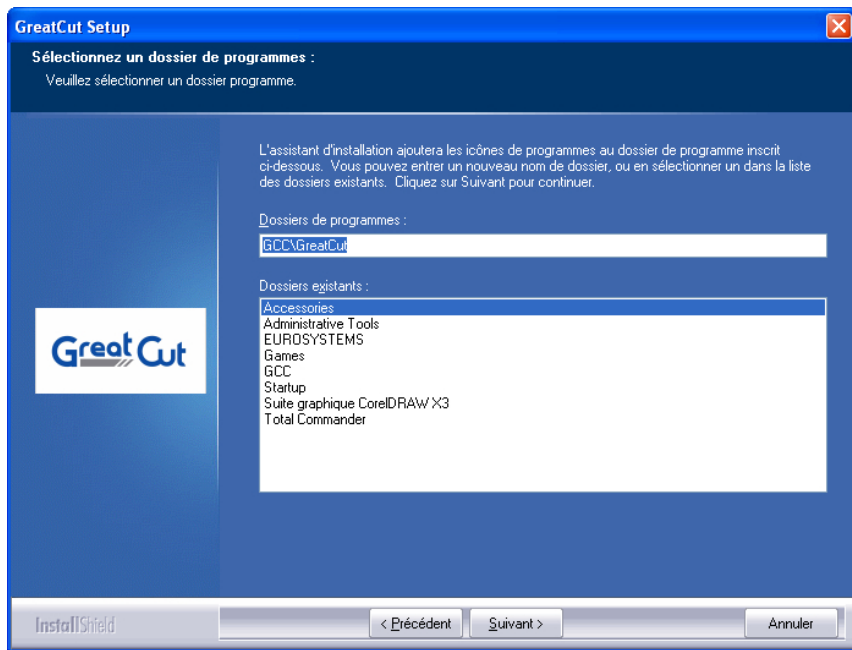 GreatCut Setup
Sélectionnez un dossier de programmes :
Veuillez sélectionner un dossier programme.
L'assistant d'installation ajoutera les icônes de programmes au dossier de programme inscrit
ci-dessous. Vous pouvez entrer un nouveau nom de dossier, ou en sélectionner un dans la liste
des dossiers existants. Cliquez sur Suivant pour continuer.
Dossiers de programmes :
GCC\GreatCut
Dossiers existants :
Accessories
Administrative Tools
EUROSYSTEMS
Games
GCC
Startup
Suite graphique CorelDRAW X3
Total Commander
Great Cut
InstallShield
< Précédent
Suivant >
Annuler